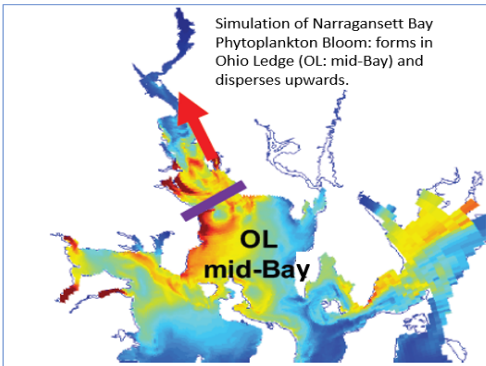 Simulation of Narragansett Bay
Phytoplankton Bloom: forms in
Ohio Ledge (OL: mid-Bay) and
disperses upwards.
OL
mid-Bay